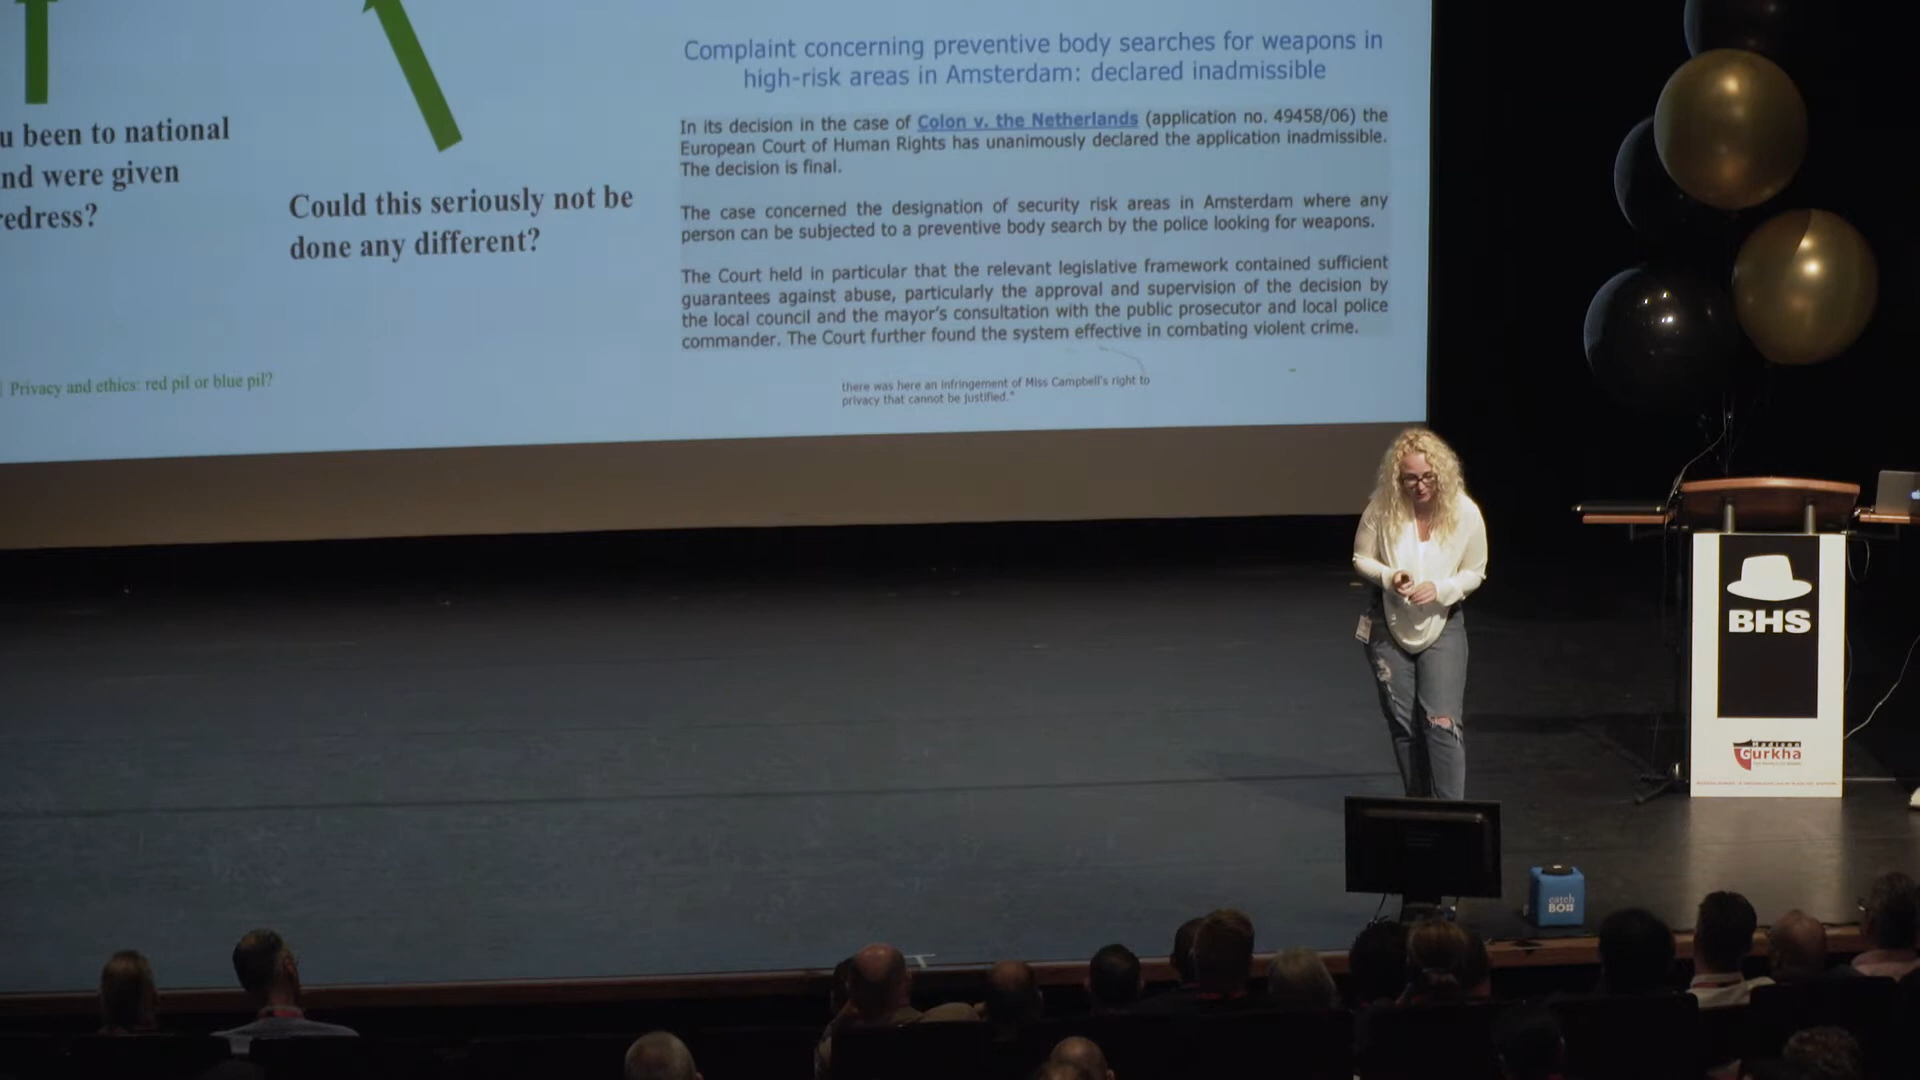 u been to national
nd were given
redress?
Could this seriously not be
done any different?
Privacy and ethics: red pil or blue pil?
Complaint concerning preventive body searches for weapons in
high-risk areas in Amsterdam: declared inadmissible
In its decision in the case of Colon v. the Netherlands (application no. 49458/06) the
European Court of Human Rights has unanimously declared the application inadmissible.
The decision is final.
The case concerned the designation of security risk areas in Amsterdam where any
person can be subjected to a preventive body search by the police looking for weapons.
The Court held in particular that the relevant legislative framework contained sufficient
guarantees against abuse, particularly the approval and supervision of the decision by
the local council and the mayor's consultation with the public prosecutor and local police
commander. The Court further found the system effective in combating violent crime.
there was here an infringement of Miss Campbell's right to
privacy that cannot be justified."
BHS
Madison
Gurkha
catch
BOX